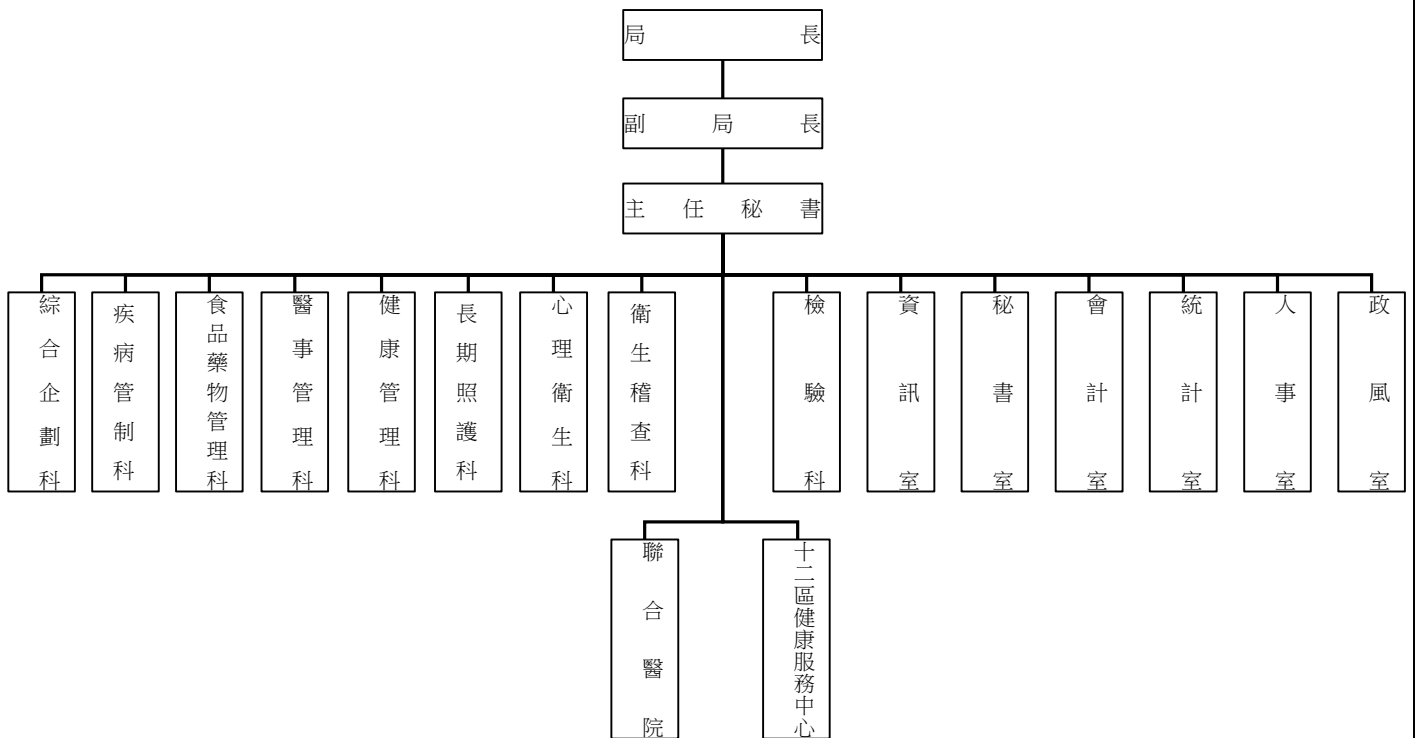 局長
副局長
主任秘書
綜合企劃科
疾病管制科
食品藥物管理科
醫事管理科
健康管理科
長期照護科
心理衛生科
衛生稽查科
檢驗科
資訊室
秘書室
會計室
統計室
人事室
政風室
聯合醫院
十二區健康服務中心